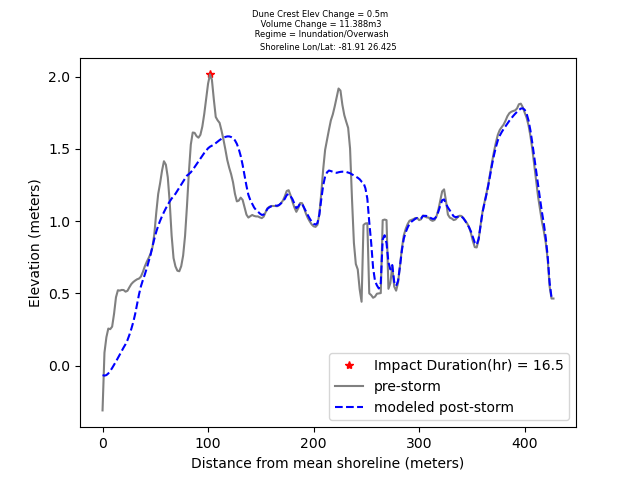 Dune Crest Elev Change = 0.5m
Volume Change = 11.388m3
Regime = Inundation/Overwash
Shoreline Lon/Lat: -81.91 26.425
2.0
1.5
1.0
0.5
0.0
Elevation (meters)
Impact Duration(hr) = 16.5
pre-storm
modeled post-storm
0 100 200 300 400
Distance from mean shoreline (meters)